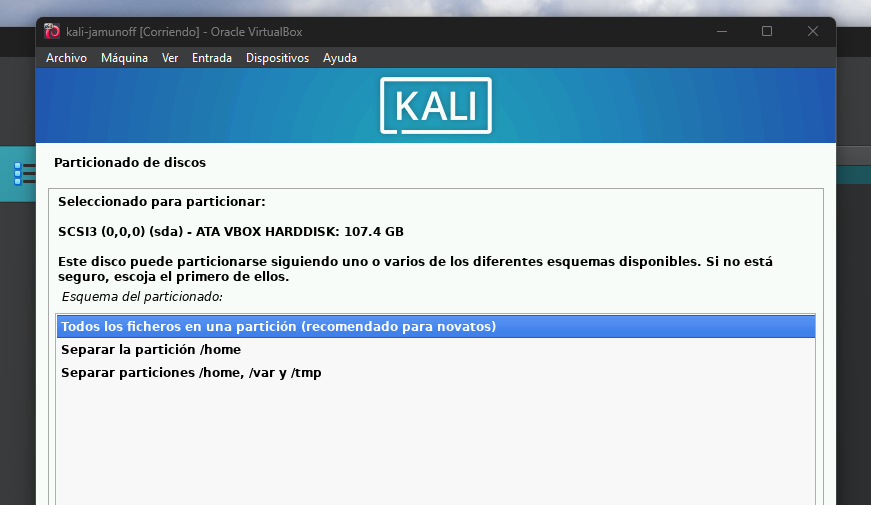 kali-jamunoff [Corriendo] - Oracle VirtualBox
Archivo Máquina Ver Entrada Dispositivos Ayuda
KALI
Particionado de discos
Seleccionado para particionar:
SCSI3 (0,0,0) (sda) - ATA VBOX HARDDISK: 107.4 GB
Este disco puede particionarse siguiendo uno o varios de los diferentes esquemas disponibles. Si no está
seguro, escoja el primero de ellos.
Esquema del particionado:
Todos los ficheros en una partición (recomendado para novatos)
Separar la partición /home
Separar particiones /home, /var y /tmp